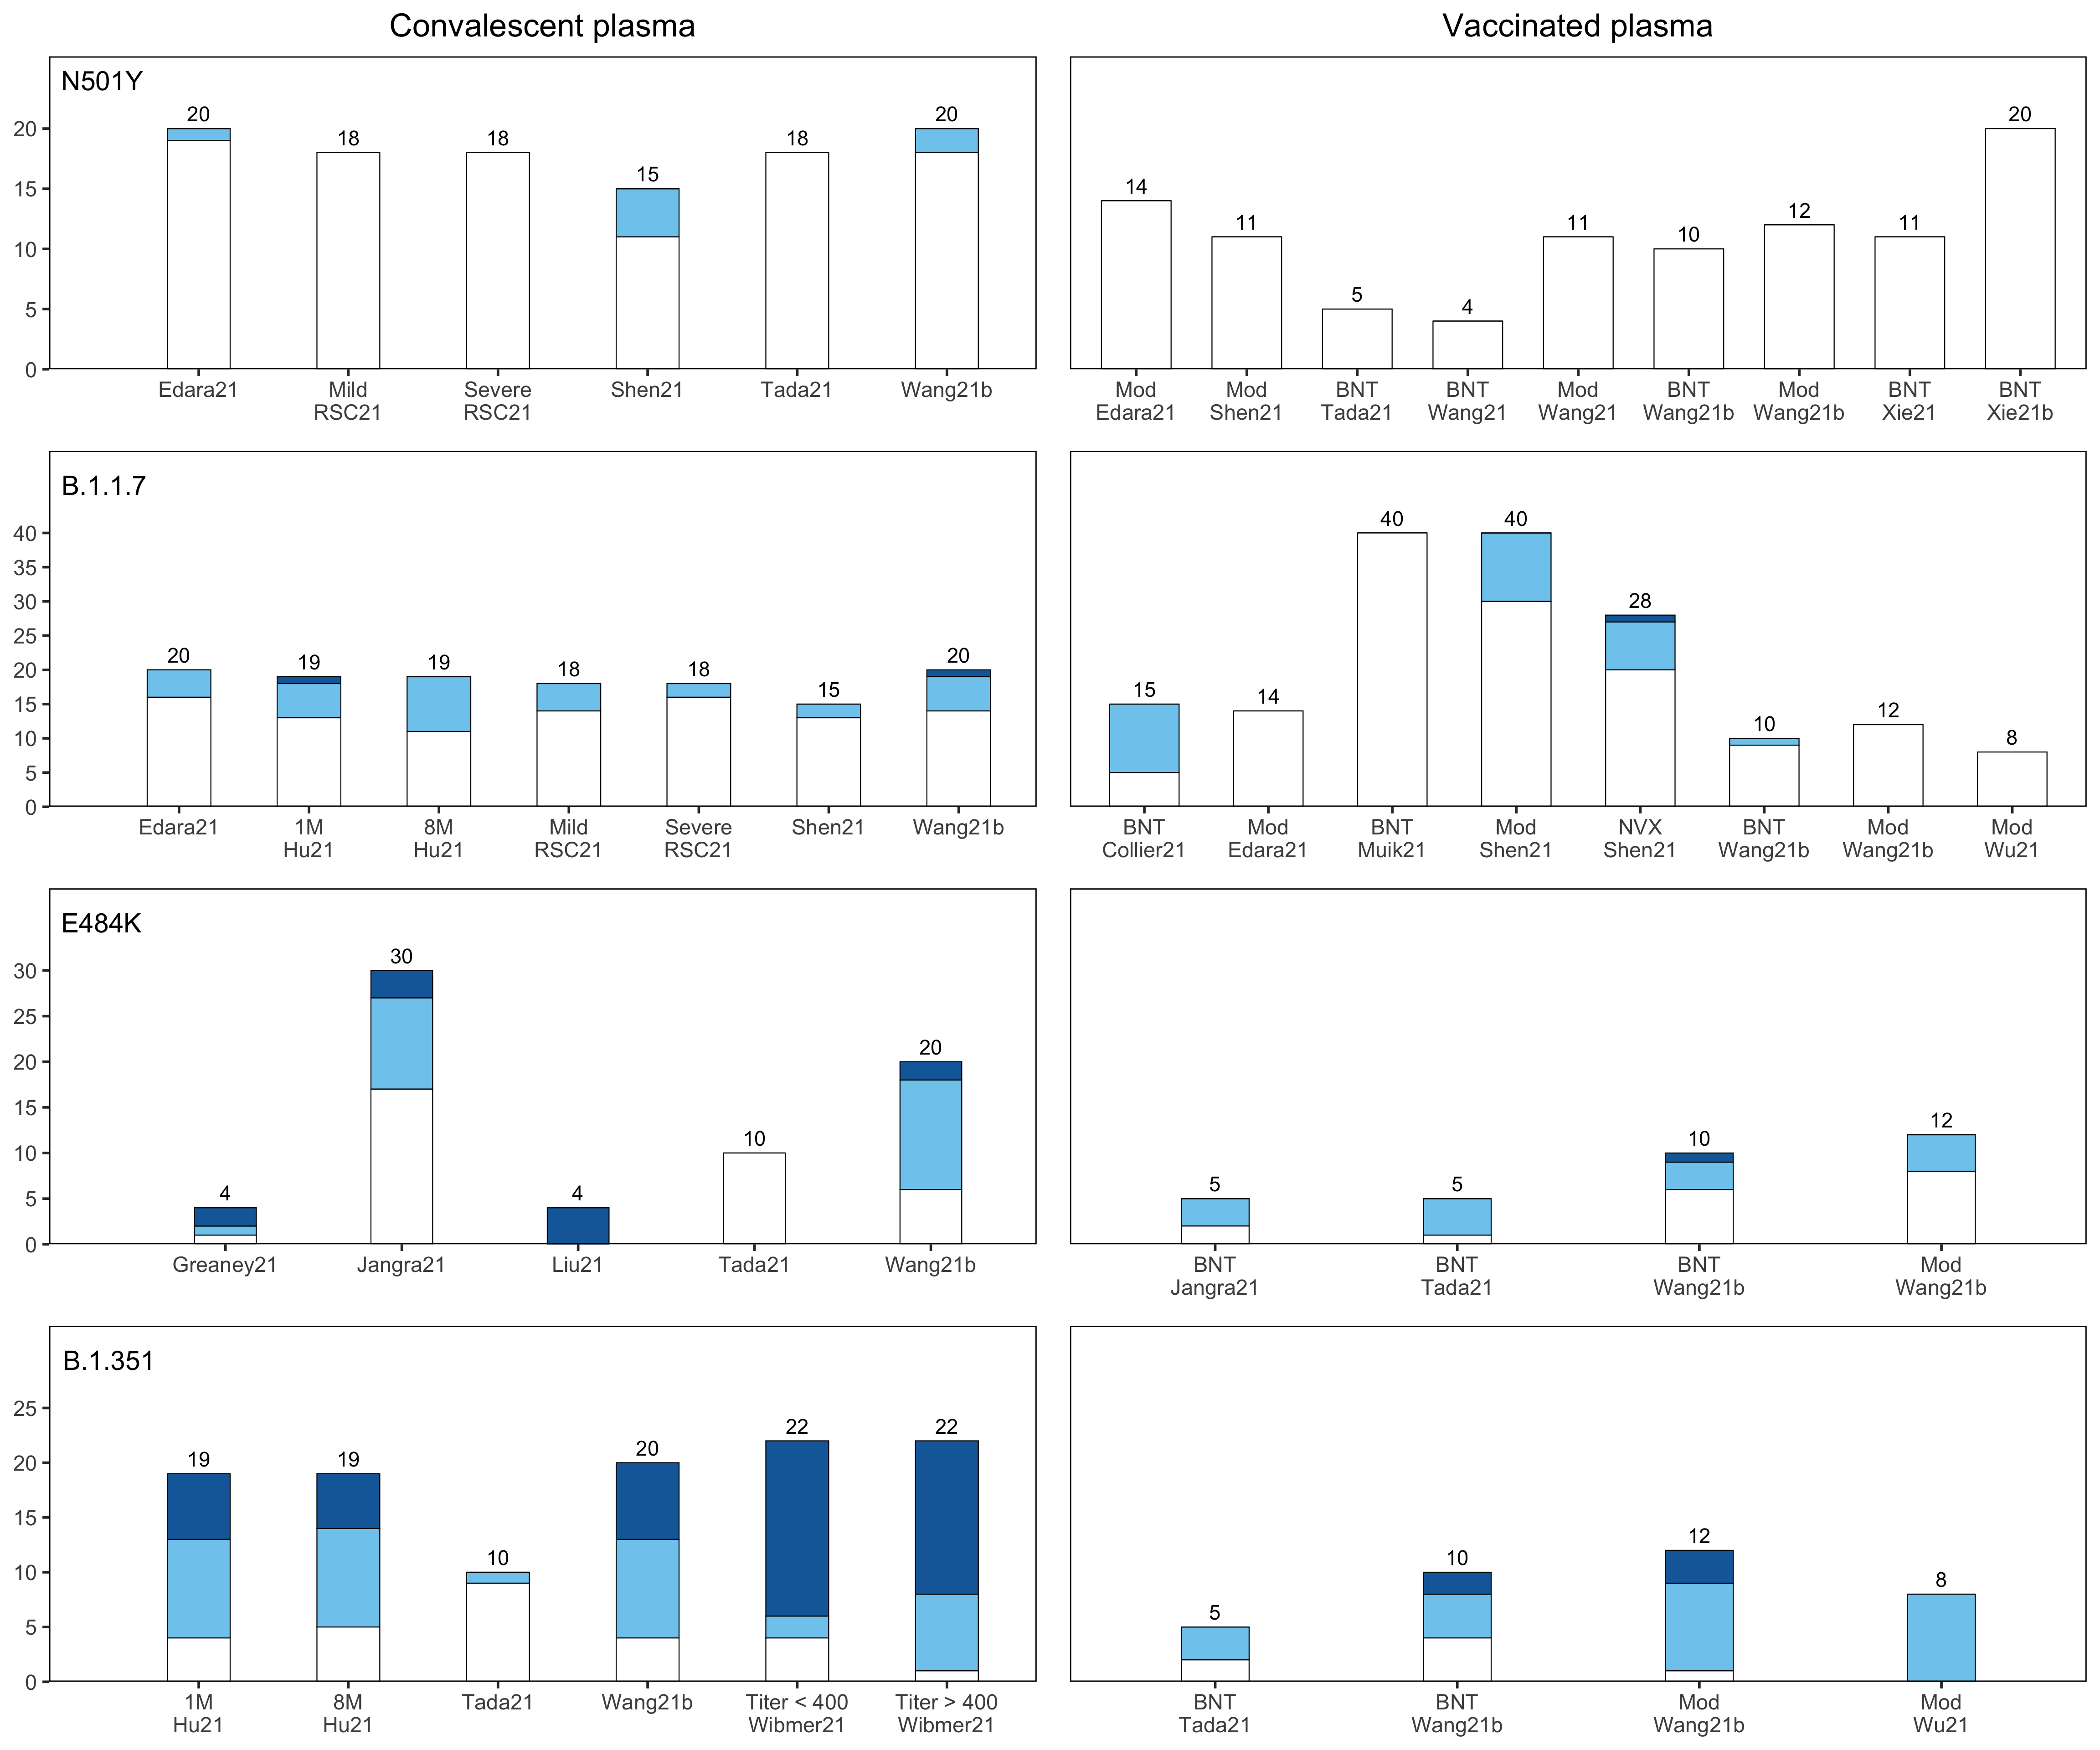 Convalescent plasma
Vaccinated plasma
N501Y
20 18 18 15 18 20
20
15
10
5
0
Edara21 Mild RSC21 Severe RSC21 Shen21 Tada21 Wang21b
14 11 5 4 11 10 12 11 20
Mod Edara21 Mod Shen21 BNT Tada21 BNT Wang21 Mod Wang21 BNT Wang21b Mod Wang21b BNT Xie21 BNT Xie21b
B.1.1.7
20 19 19 18 18 15 20
40
35
30
25
20
15
10
5
0
Edara21 1M Hu21 8M Hu21 Mild RSC21 Severe RSC21 Shen21 Wang21b
15 14 40 40 28 10 12 8
BNT Collier21 Mod Edara21 BNT Muik21 Mod Shen21 NVX Shen21 BNT Wang21b Mod Wang21b Mod Wu21
E484K
4 30 4 10 20
30
25
20
15
10
5
0
Greaney21 Jangra21 Liu21 Tada21 Wang21b
5 5 10 12
BNT Jangra21 BNT Tada21 BNT Wang21b Mod Wang21b
B.1.351
19 19 10 20 22 22
25
20
15
10
5
0
1M Hu21 8M Hu21 Tada21 Wang21b Titer < 400 Wibmer21 Titer > 400 Wibmer21
5 10 12 8
BNT Tada21 BNT Wang21b Mod Wang21b Mod Wu21